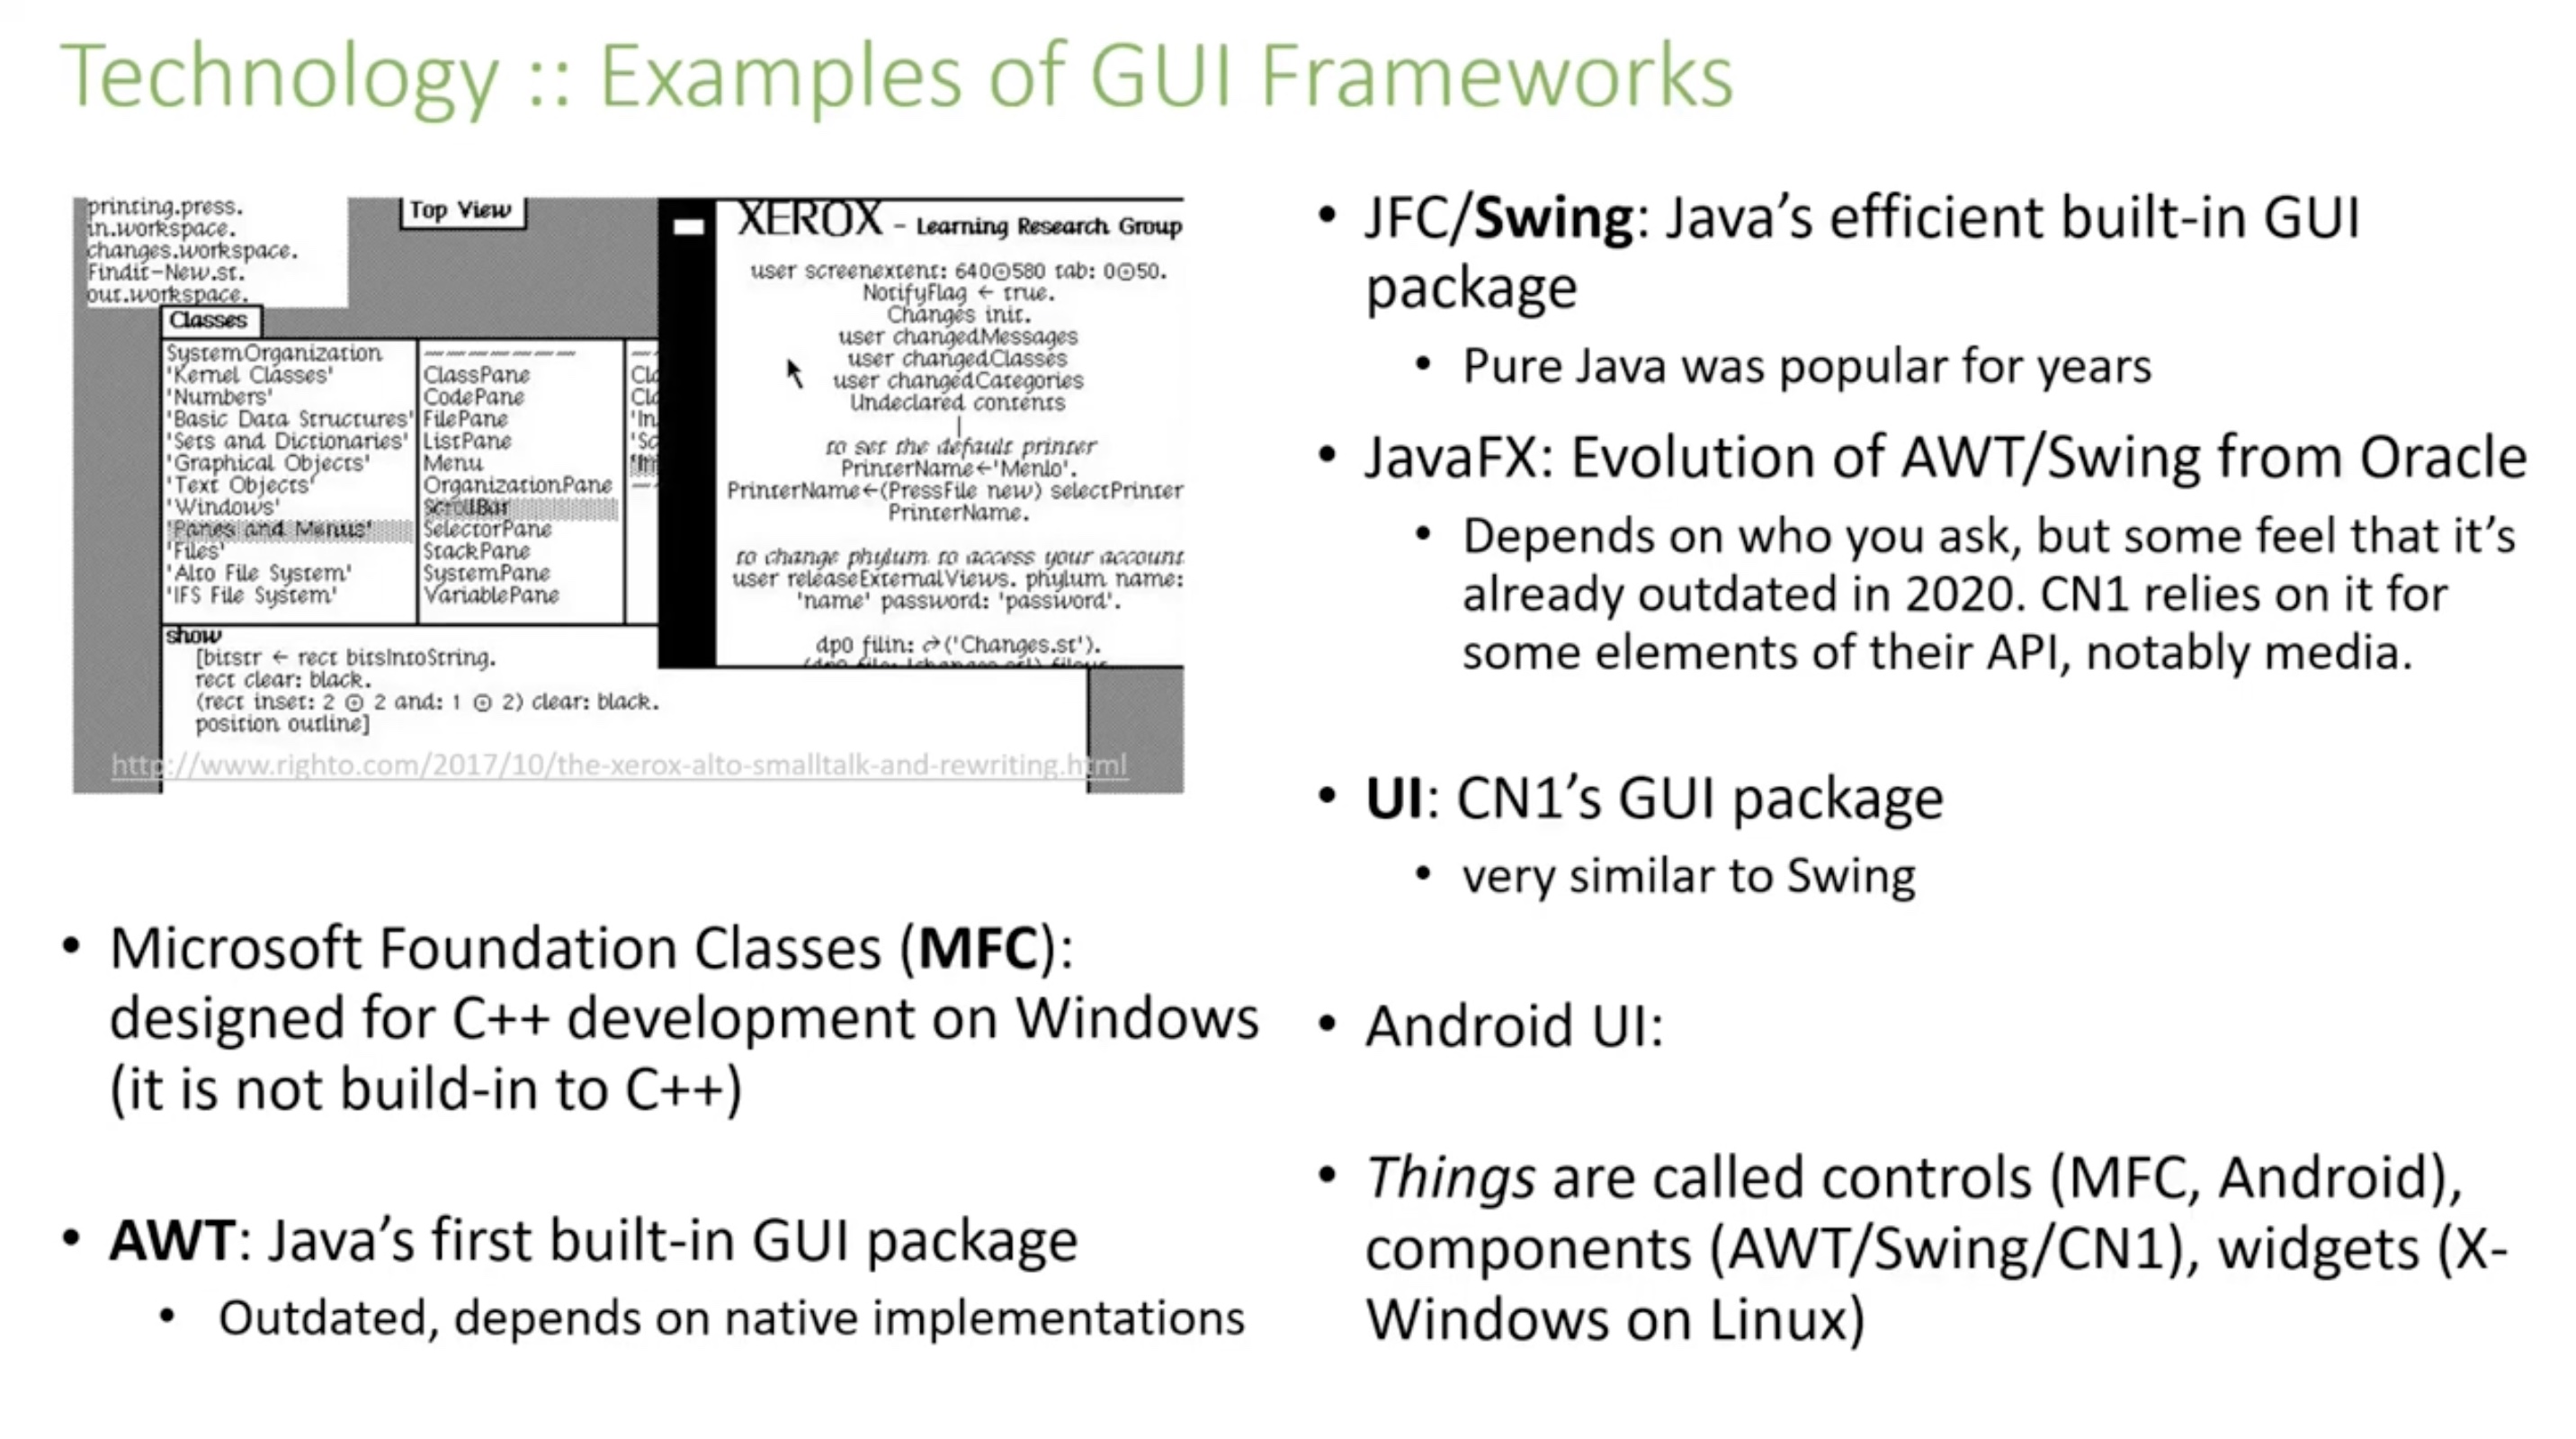 Technology :: Examples of GUI Frameworks
printing.press.
in.workspace.
changes.workspace.
Findit-New.st.
out.workspace.
Top View
Classes
SystemOrganization
'Kernel Classes'
'Numbers'
'Basic Data Structures'
'Sets and Dictionaries'
'Graphical Objects'
'Text Objects'
'Windows'
'Panes and Menus'
'Files'
'Alto File System'
'IFS File System'
ClassPane
CodePane
FilePane
ListPane
Menu
OrganizationPane
ScrollBar
SelectorPane
StackPane
SystemPane
VariablePane
show
[bitstr ← rect bitsIntoString.
rect clear: black.
(rect inset: 2 ⊙ 2 and: 1 ⊙ 2) clear: black.
position outline]
XEROX - Learning Research Group
user screenextent: 640⊙580 tab: 0⊙50.
NotifyFlag ← true.
Changes init.
user changedMessages
user changedClasses
user changedCategories
Undeclared contents
|
to set the default printer
PrinterName←'Menlo'.
PrinterName←(PressFile new) selectPrinter
PrinterName.
to change phylum to access your account
user releaseExternalViews. phylum name:
'name' password: 'password'.
dp0 filin: ('Changes.st').
http://www.righto.com/2017/10/the-xerox-alto-smalltalk-and-rewriting.html
• Microsoft Foundation Classes (MFC):
designed for C++ development on Windows
(it is not build-in to C++)
• AWT: Java’s first built-in GUI package
• Outdated, depends on native implementations
• JFC/Swing: Java’s efficient built-in GUI
package
• Pure Java was popular for years
• JavaFX: Evolution of AWT/Swing from Oracle
• Depends on who you ask, but some feel that it’s
already outdated in 2020. CN1 relies on it for
some elements of their API, notably media.
• UI: CN1’s GUI package
• very similar to Swing
• Android UI:
• Things are called controls (MFC, Android),
components (AWT/Swing/CN1), widgets (X-
Windows on Linux)